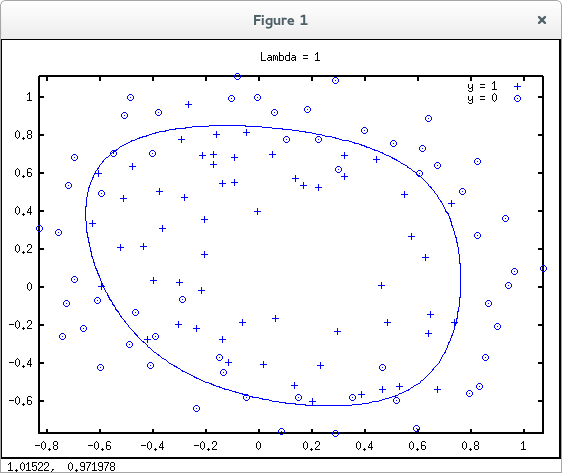 Figure 1
Lambda = 1
y = 1
y = 0
1
0.8
0.6
0.4
0.2
0
-0.2
-0.4
-0.6
-0.8 -0.6 -0.4 -0.2 0 0.2 0.4 0.6 0.8 1
1.01522, 0.971978